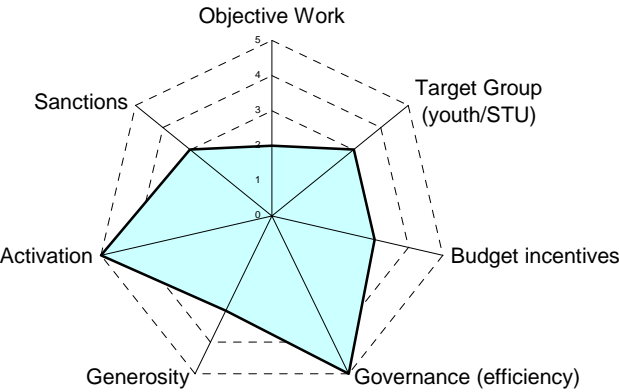 Objective Work
5
4
3
2
1
0
Target Group
(youth/STU)
Sanctions
Activation
Budget incentives
Generosity
Governance (efficiency)